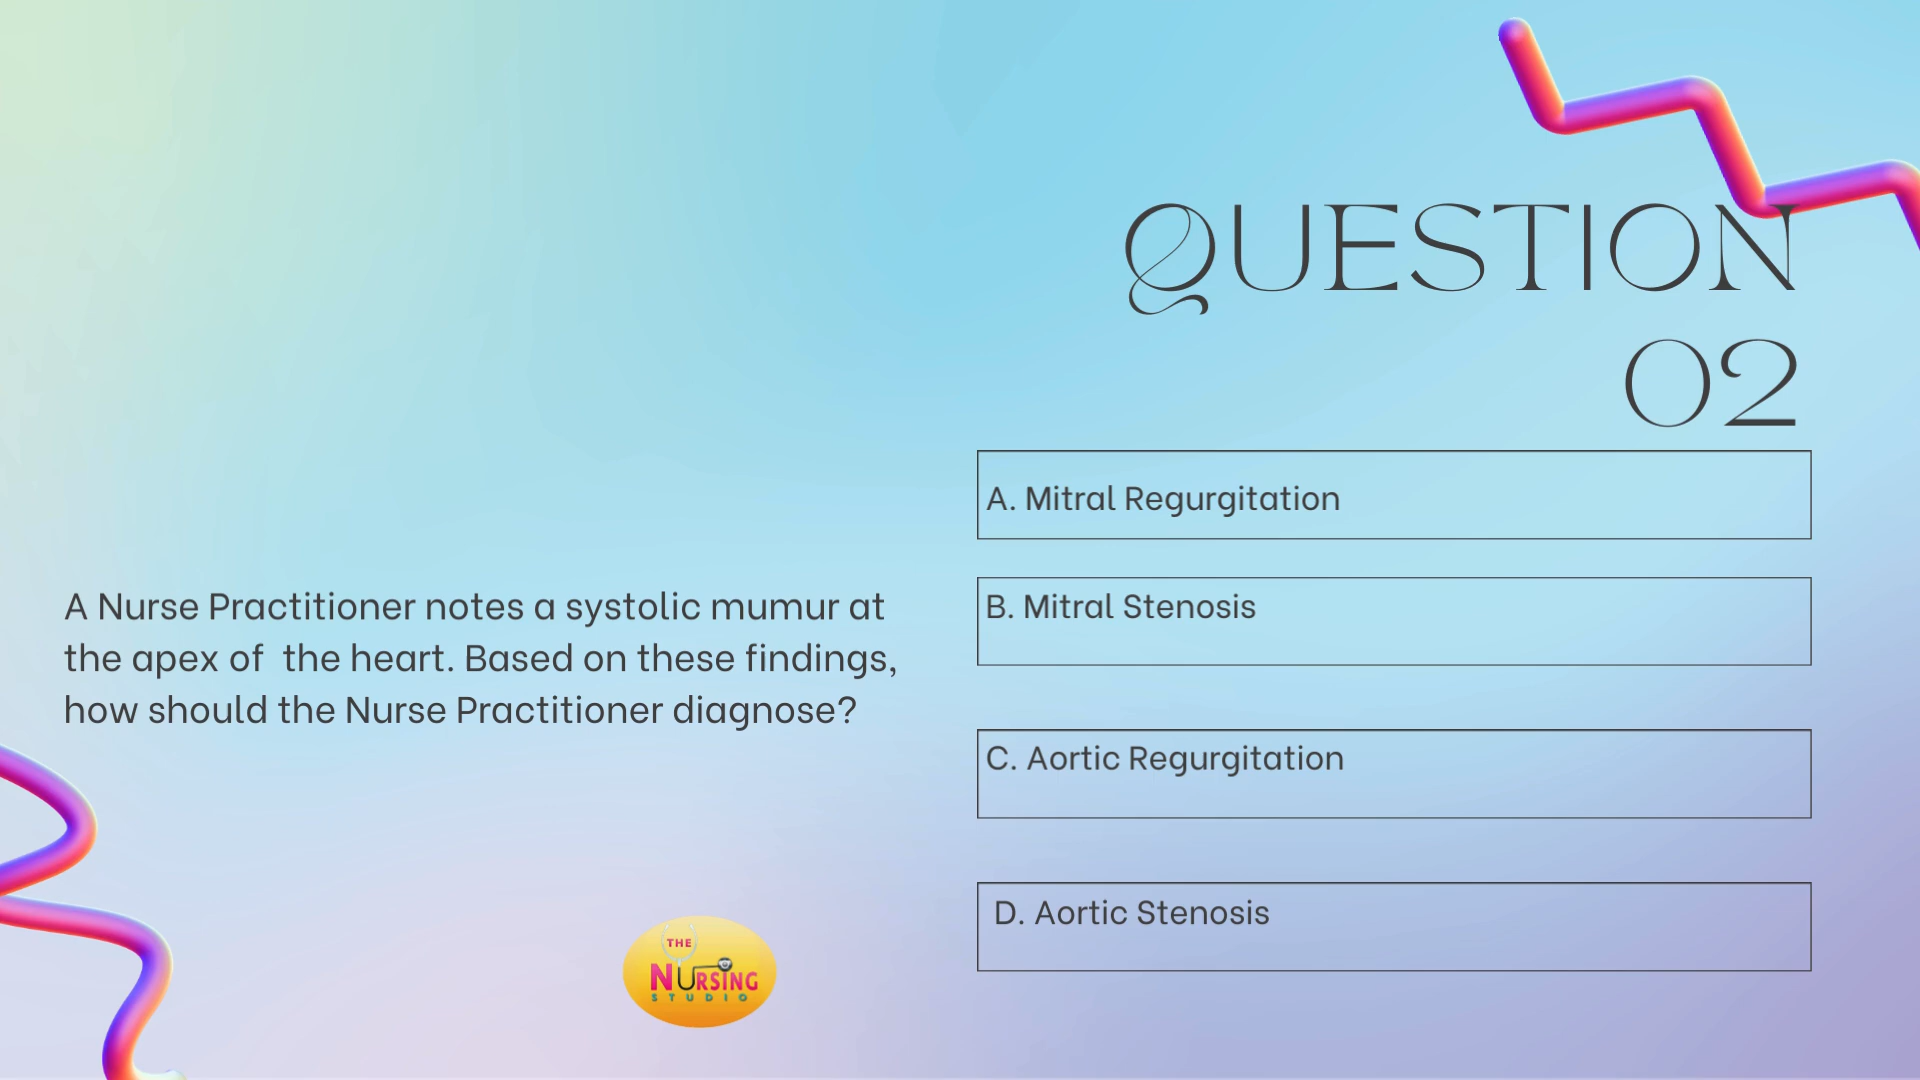 QUESTION
02
A Nurse Practitioner notes a systolic mumur at
the apex of  the heart. Based on these findings,
how should the Nurse Practitioner diagnose?
A. Mitral Regurgitation
B. Mitral Stenosis
C. Aortic Regurgitation
D. Aortic Stenosis
THE
NURSING
STUDIO